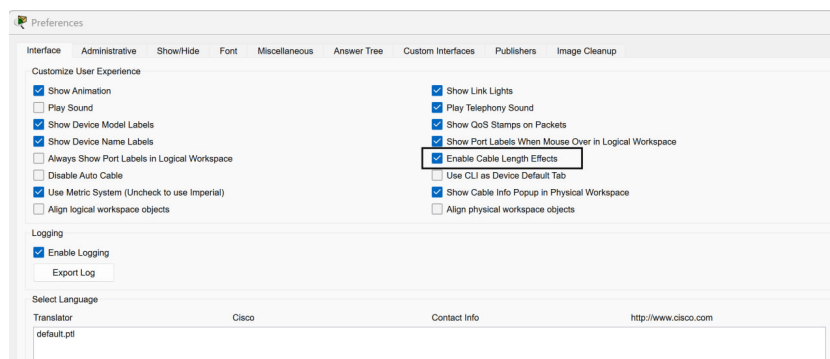 Preferences
Interface Administrative Show/Hide Font Miscellaneous Answer Tree Custom Interfaces Publishers Image Cleanup
Customize User Experience
Show Animation
Play Sound
Show Device Model Labels
Show Device Name Labels
Always Show Port Labels in Logical Workspace
Disable Auto Cable
Use Metric System (Uncheck to use Imperial)
Align logical workspace objects
Show Link Lights
Play Telephony Sound
Show QoS Stamps on Packets
Show Port Labels When Mouse Over in Logical Workspace
Enable Cable Length Effects
Use CLI as Device Default Tab
Show Cable Info Popup in Physical Workspace
Align physical workspace objects
Logging
Enable Logging
Export Log
Select Language
Translator Cisco Contact Info http://www.cisco.com
default.ptl